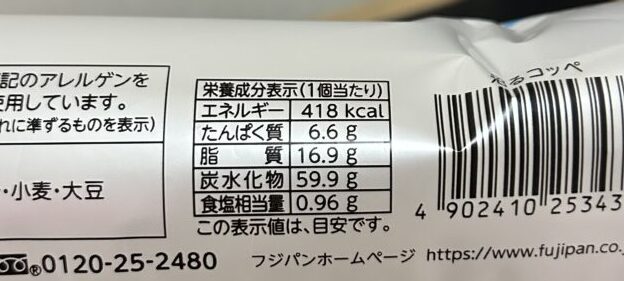 記のアレルゲンを
使用しています。
れに準ずるものを表示)
・小麦・大豆
栄養成分表示(1個当たり)
エネルギー 418 kcal
たんぱく質 6.6 g
脂質 16.9 g
炭水化物 59.9 g
食塩相当量 0.96 g
この表示値は、目安です。
るコッペ
4 902410 25343
®0120-25-2480
フジパンホームページ https://www.fujipan.co.